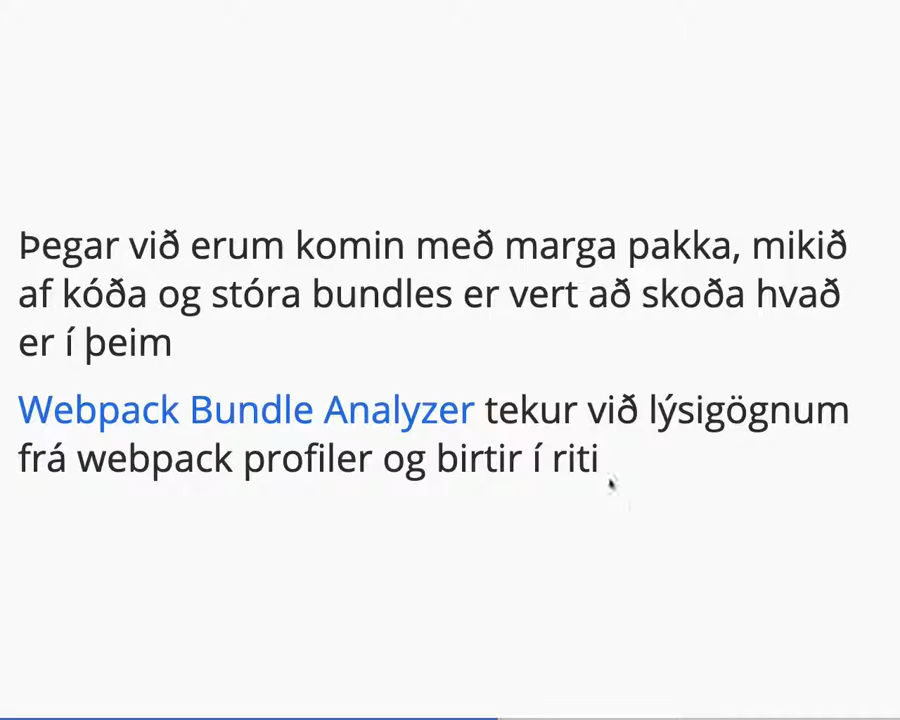 Þegar við erum komin með marga pakka, mikið
af kóða og stóra bundles er vert að skoða hvað
er í þeim
Webpack Bundle Analyzer tekur við lýsigögnum
frá webpack profiler og birtir í riti